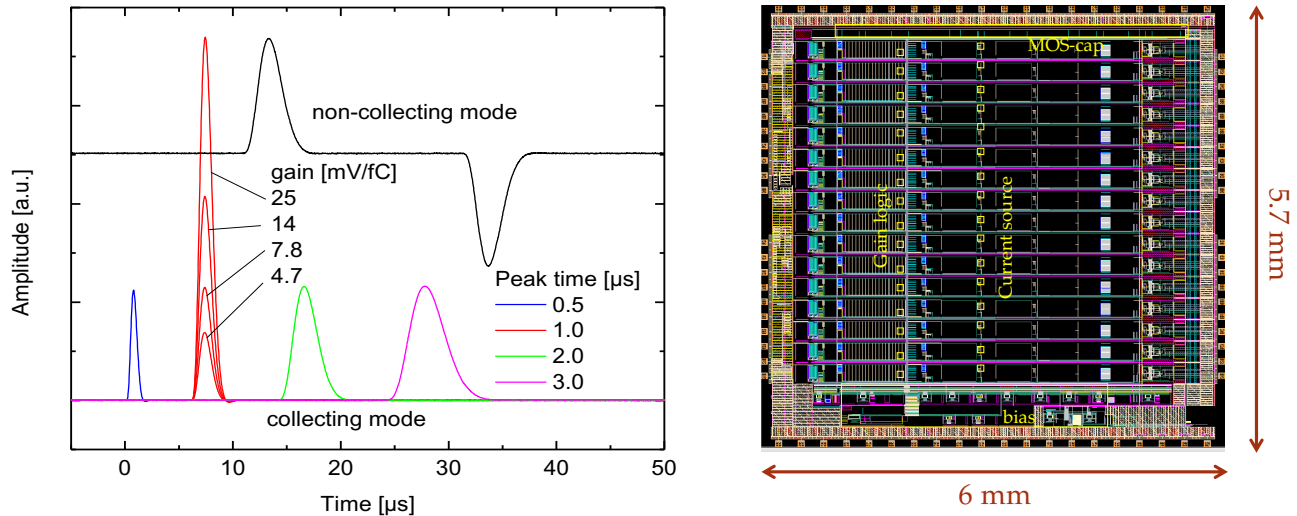 Amplitude [a.u.]
non-collecting mode
gain [mV/fC]
25
14
7.8
4.7
Peak time [µs]
0.5
1.0
2.0
3.0
collecting mode
0
10
20
30
40
50
Time [µs]
MOS-cap
Gain logic
Current source
bias
5.7 mm
6 mm